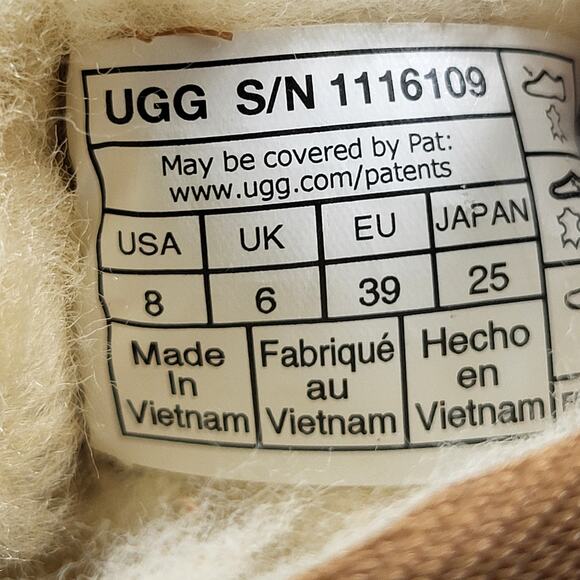 UGG S/N 1116109
May be covered by Pat:
www.ugg.com/patents
USA UK EU JAPAN
8 6 39 25
Made In Vietnam
Fabriqué au Vietnam
Hecho en Vietnam